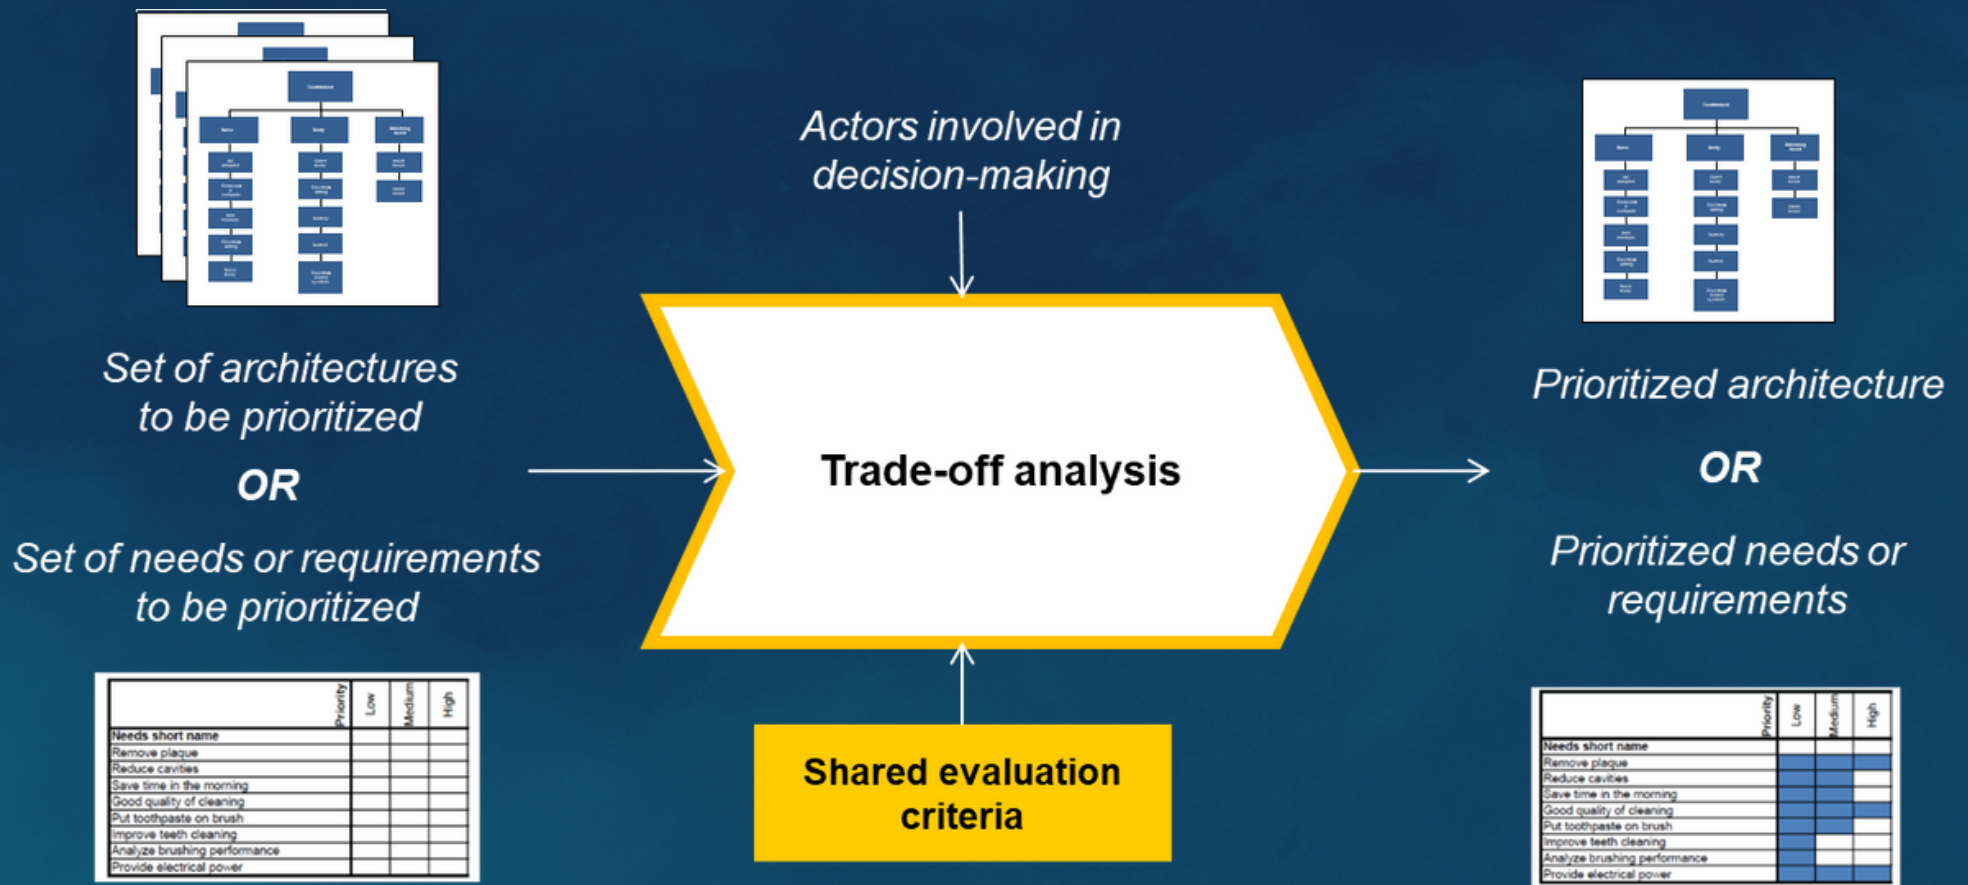 Actors involved in
decision-making
Set of architectures
to be prioritized
OR
Set of needs or requirements
to be prioritized
Priority
Low
Medium
High
Needs short name
Remove plaque
Reduce cavities
Save time in the morning
Good quality of cleaning
Put toothpaste on brush
Improve teeth cleaning
Analyze brushing performance
Provide electrical power
Trade-off analysis
Shared evaluation
criteria
Prioritized architecture
OR
Prioritized needs or
requirements
Priority
Low
Medium
High
Needs short name
Remove plaque
Reduce cavities
Save time in the morning
Good quality of cleaning
Put toothpaste on brush
Improve teeth cleaning
Analyze brushing performance
Provide electrical power